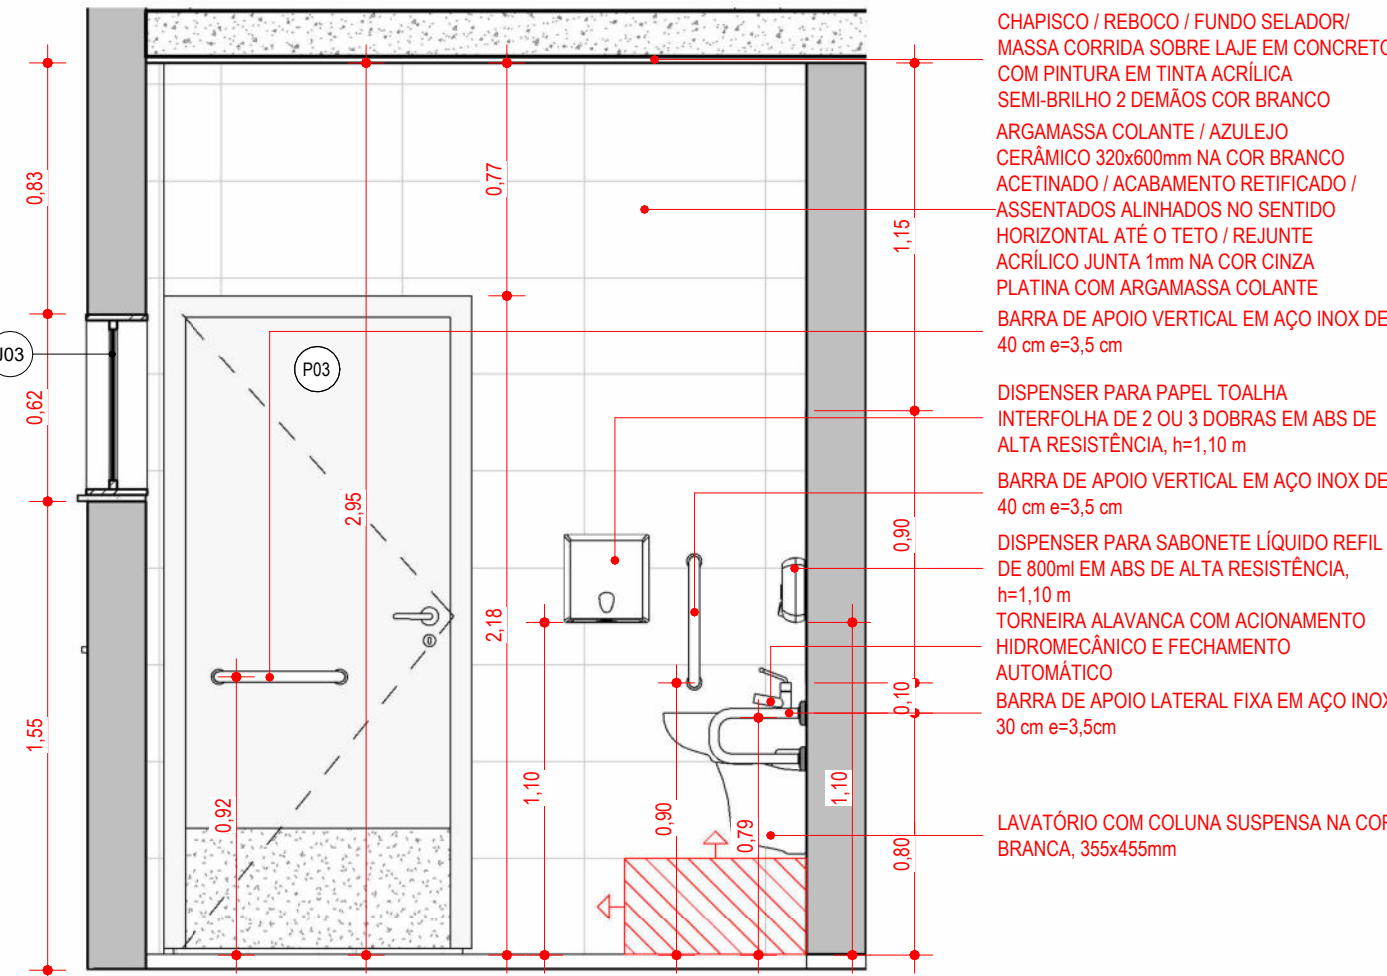 CHAPISCO / REBOCO / FUNDO SELADOR/
MASSA CORRIDA SOBRE LAJE EM CONCRETO
COM PINTURA EM TINTA ACRÍLICA
SEMI-BRILHO 2 DEMÃOS COR BRANCO
ARGAMASSA COLANTE / AZULEJO
CERÂMICO 320x600mm NA COR BRANCO
ACETINADO / ACABAMENTO RETIFICADO /
ASSENTADOS ALINHADOS NO SENTIDO
HORIZONTAL ATÉ O TETO / REJUNTE
ACRÍLICO JUNTA 1mm NA COR CINZA
PLATINA COM ARGAMASSA COLANTE
BARRA DE APOIO VERTICAL EM AÇO INOX DE
40 cm e=3,5 cm
DISPENSER PARA PAPEL TOALHA
INTERFOLHA DE 2 OU 3 DOBRAS EM ABS DE
ALTA RESISTÊNCIA, h=1,10 m
BARRA DE APOIO VERTICAL EM AÇO INOX DE
40 cm e=3,5 cm
DISPENSER PARA SABONETE LÍQUIDO REFIL
DE 800ml EM ABS DE ALTA RESISTÊNCIA,
h=1,10 m
TORNEIRA ALAVANCA COM ACIONAMENTO
HIDROMECÂNICO E FECHAMENTO
AUTOMÁTICO
BARRA DE APOIO LATERAL FIXA EM AÇO INOX
30 cm e=3,5cm
LAVATÓRIO COM COLUNA SUSPENSA NA COR
BRANCA, 355x455mm
0,83
0,62
1,55
J03
P03
0,92
2,95
0,77
2,18
1,10
0,90
0,79
1,10
1,15
0,90
0,10
0,80